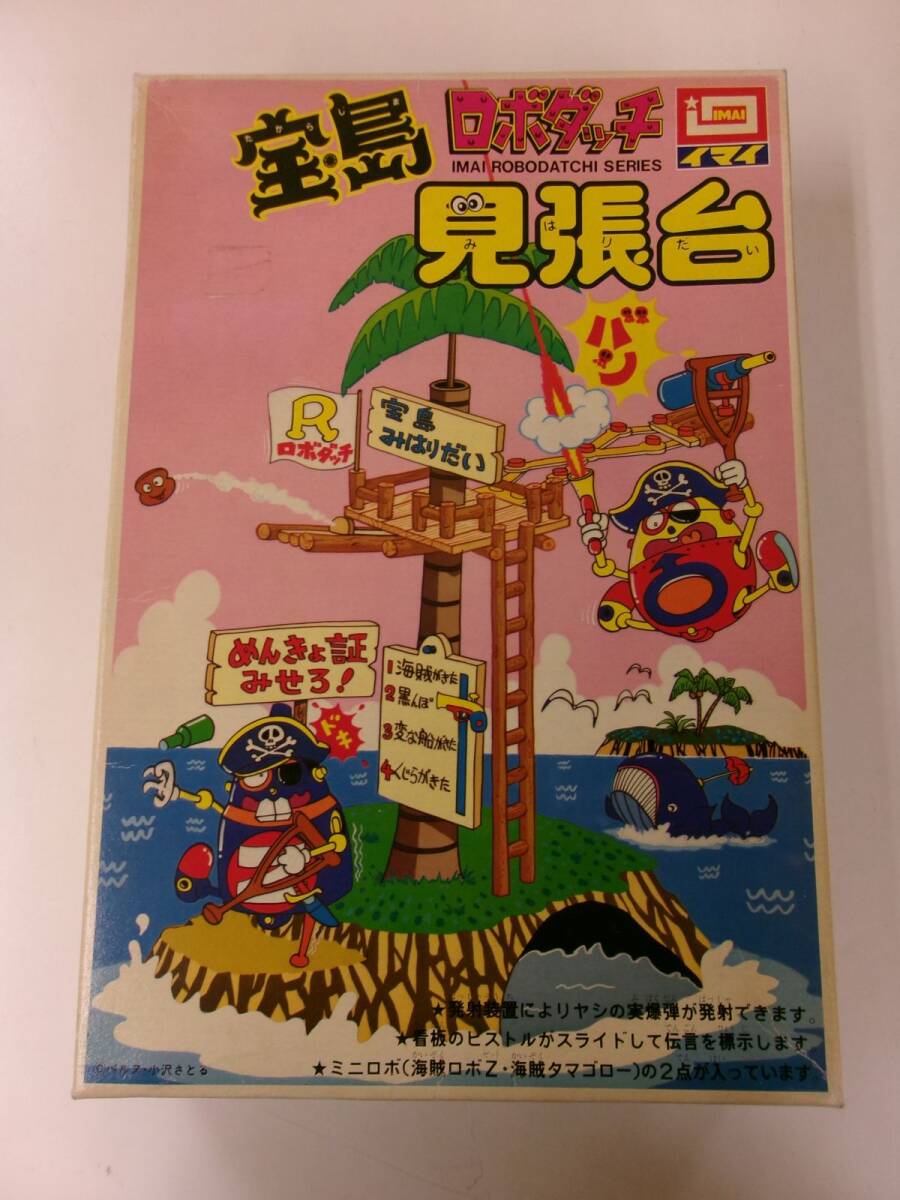 宝島
たからじま
ロボダッチ
IMAI ROBODATCHI SERIES
IMAI
イマイ
見張台
みはりだい
バン
R
ロボダッチ
宝島
みはりだい
めんきょ証
みせろ!
ドキ
1海賊がきた
2黒んぼ
3変な船がきた
4くじらがきた
★発射装置によりヤシの実爆弾が発射できます。
★看板のピストルがスライドして伝言を標示します
★ミニロボ(海賊ロボZ・海賊タマゴロー)の2点が入っています。
©ベルヌ・小沢さとる